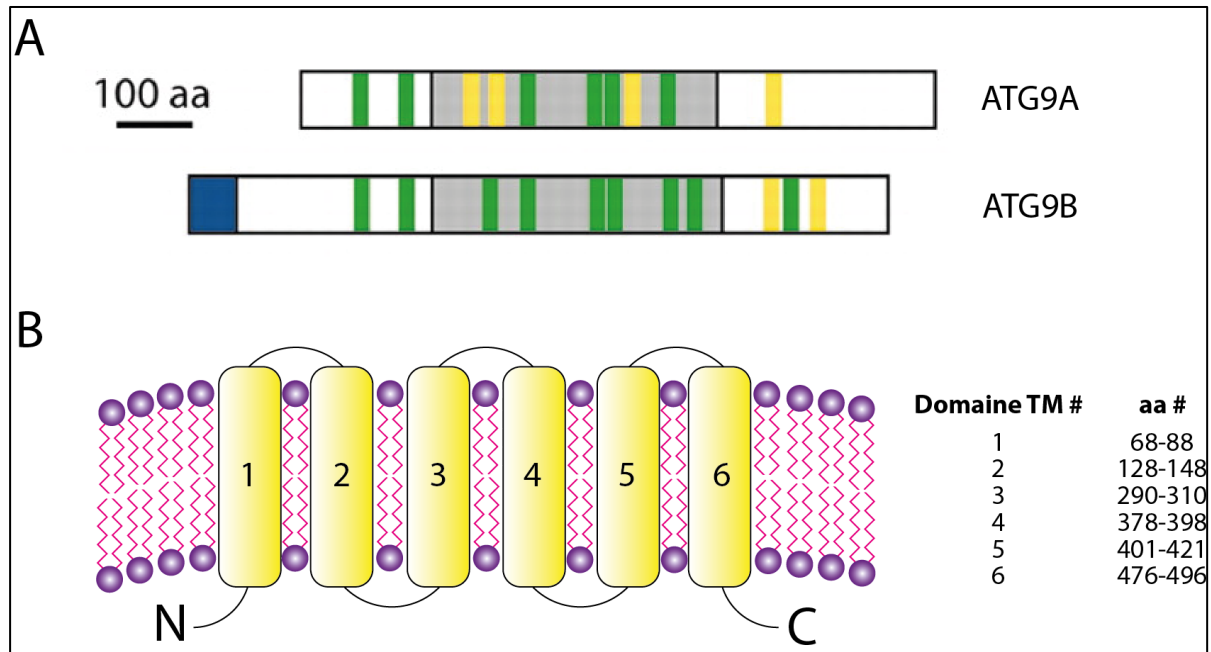 A
100 aa
ATG9A
ATG9B
B
Domaine TM # aa #
1 68-88
2 128-148
3 290-310
4 378-398
5 401-421
6 476-496
1 2 3 4 5 6
N C